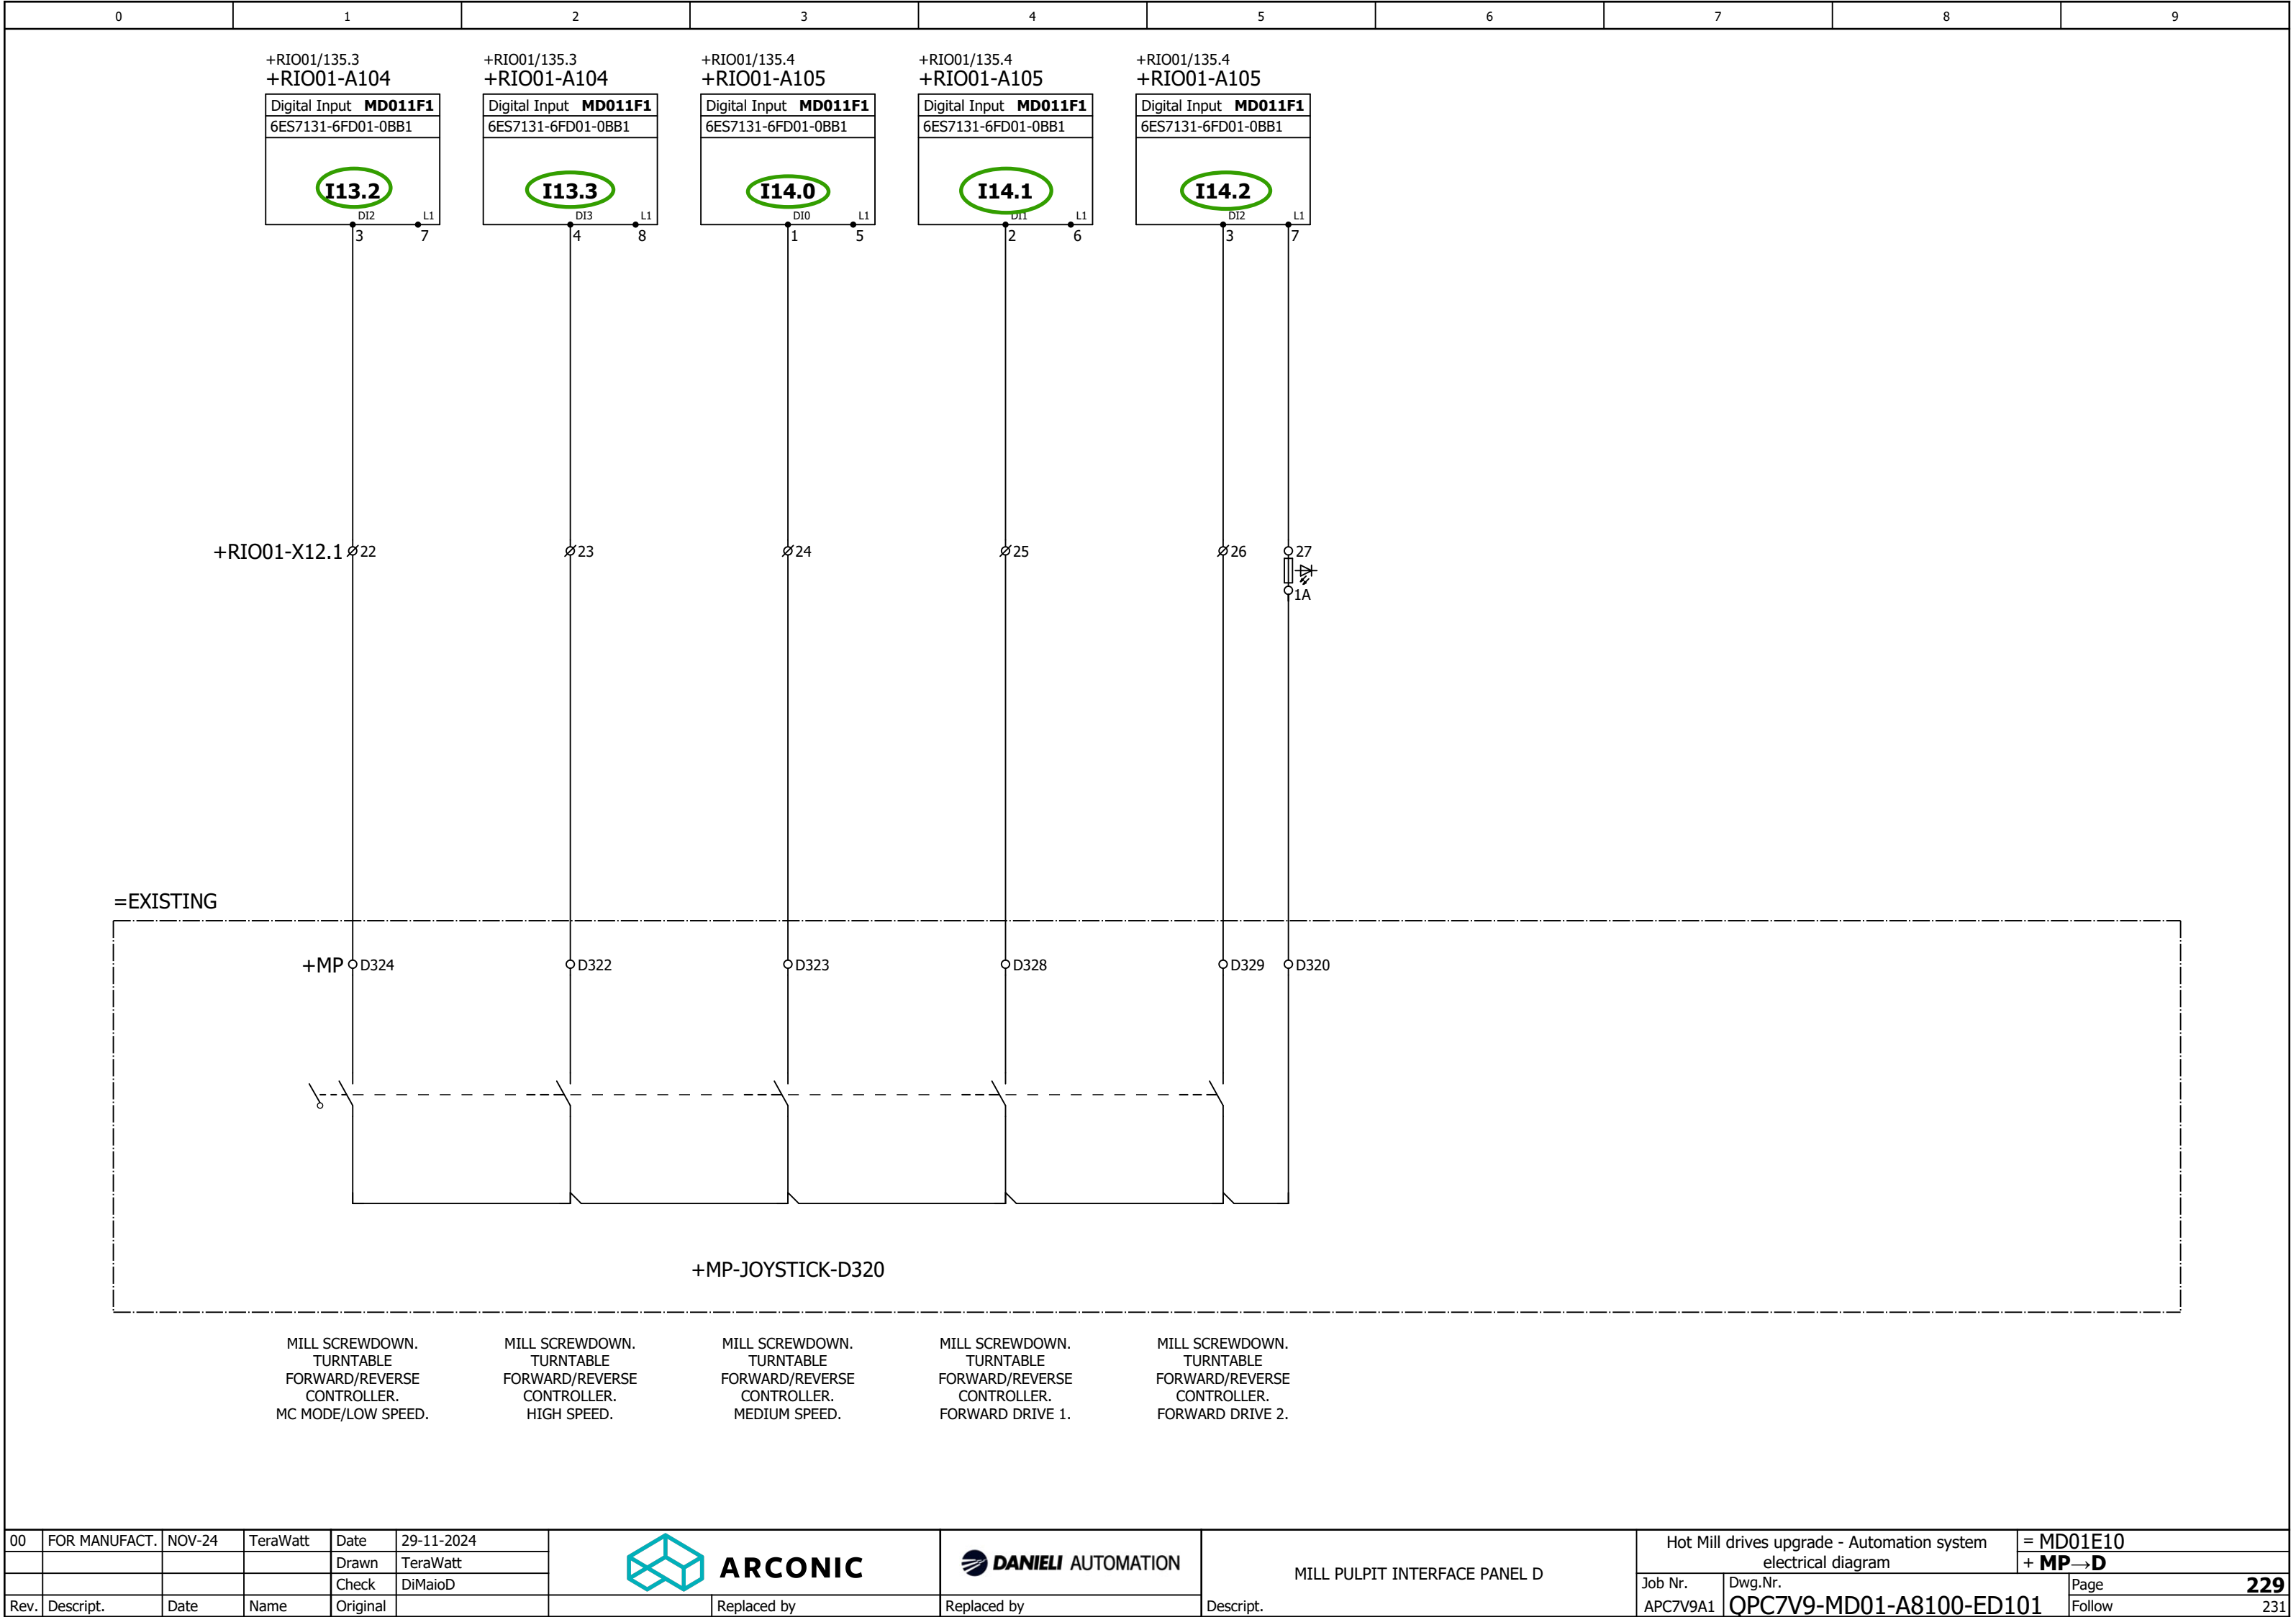 0 1 2 3 4 5 6 7 8 9
+RIO01/135.3 +RIO01/135.3 +RIO01/135.4 +RIO01/135.4 +RIO01/135.4
+RIO01-A104 +RIO01-A104 +RIO01-A105 +RIO01-A105 +RIO01-A105
Digital Input MD011F1 Digital Input MD011F1 Digital Input MD011F1 Digital Input MD011F1 Digital Input MD011F1
6ES7131-6FD01-0BB1 6ES7131-6FD01-0BB1 6ES7131-6FD01-0BB1 6ES7131-6FD01-0BB1 6ES7131-6FD01-0BB1
I13.2 I13.3 I14.0 I14.1 I14.2
DI2 L1 DI3 L1 DI0 L1 DI1 L1 DI2 L1
3 7 4 8 1 5 2 6 3 7
+RIO01-X12.1 22 23 24 25 26 27
1A
=EXISTING
+MP D324 D322 D323 D328 D329 D320
+MP-JOYSTICK-D320
MILL SCREWDOWN. MILL SCREWDOWN. MILL SCREWDOWN. MILL SCREWDOWN. MILL SCREWDOWN.
TURNTABLE TURNTABLE TURNTABLE TURNTABLE TURNTABLE
FORWARD/REVERSE FORWARD/REVERSE FORWARD/REVERSE FORWARD/REVERSE FORWARD/REVERSE
CONTROLLER. CONTROLLER. CONTROLLER. CONTROLLER. CONTROLLER.
MC MODE/LOW SPEED. HIGH SPEED. MEDIUM SPEED. FORWARD DRIVE 1. FORWARD DRIVE 2.
00 FOR MANUFACT. NOV-24 TeraWatt Date 29-11-2024
Drawn TeraWatt
Check DiMaioD
Rev. Descript. Date Name Original
ARCONIC
Replaced by
DANIELI AUTOMATION
Replaced by
MILL PULPIT INTERFACE PANEL D
Descript.
Hot Mill drives upgrade - Automation system
electrical diagram
= MD01E10
+ MP→D
Job Nr. Dwg.Nr. Page 229
APC7V9A1 QPC7V9-MD01-A8100-ED101 Follow 231